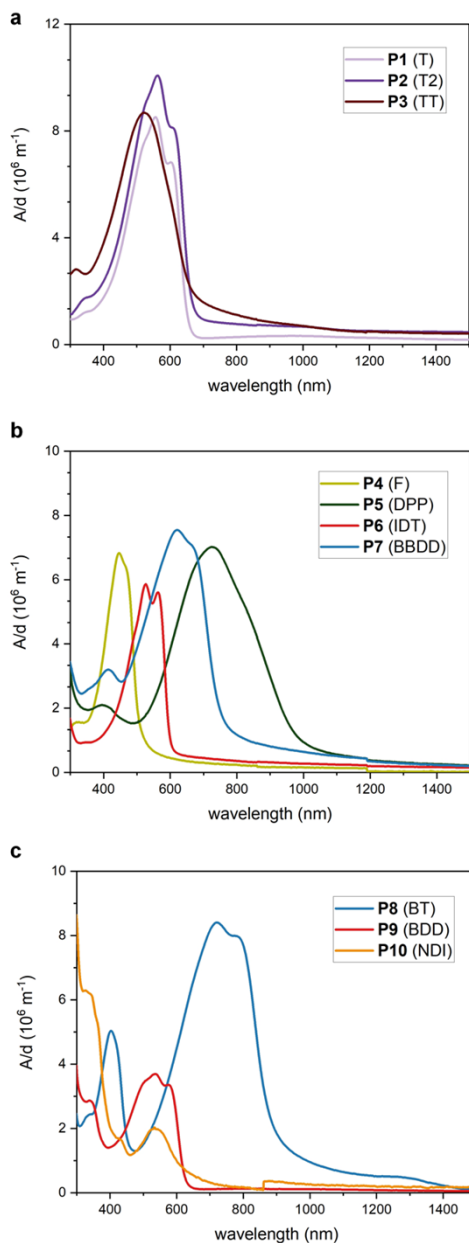 a
P1 (T)
P2 (T2)
P3 (TT)
A/d (10⁶ m⁻¹)
12
8
4
0
400 600 800 1000 1200 1400
wavelength (nm)
b
P4 (F)
P5 (DPP)
P6 (IDT)
P7 (BBDD)
A/d (10⁶ m⁻¹)
10
8
6
4
2
0
400 600 800 1000 1200 1400
wavelength (nm)
c
P8 (BT)
P9 (BDD)
P10 (NDI)
A/d (10⁶ m⁻¹)
10
8
6
4
2
0
400 600 800 1000 1200 1400
wavelength (nm)